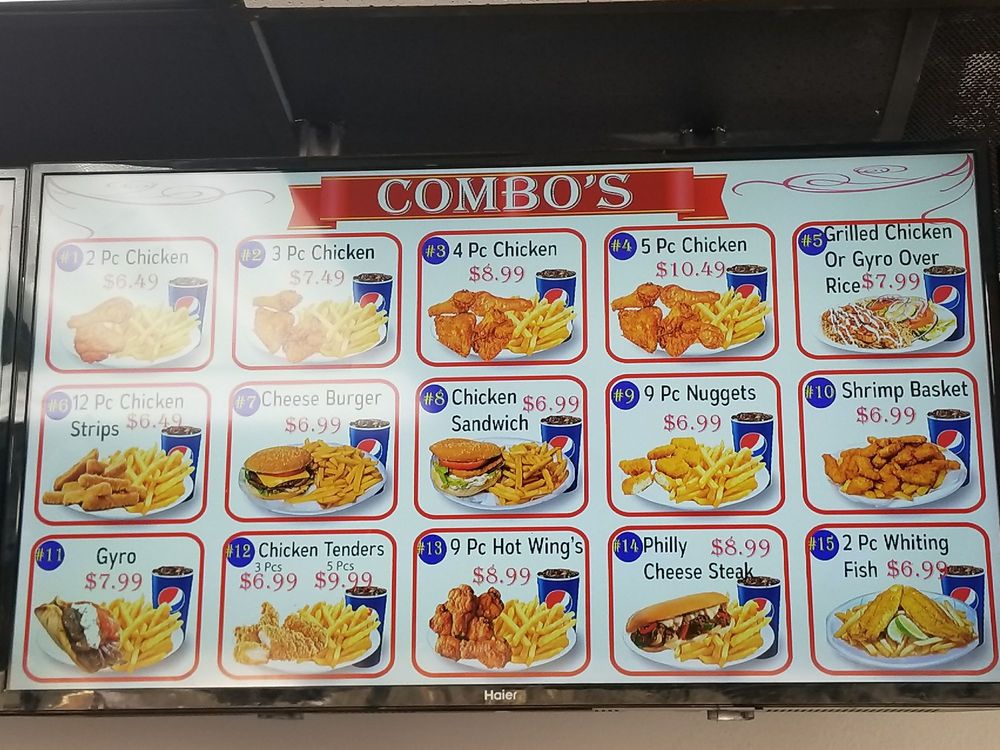 COMBO'S
#1 2 Pc Chicken
$6.49
#2 3 Pc Chicken
$7.49
#3 4 Pc Chicken
$8.99
#4 5 Pc Chicken
$10.49
#5 Grilled Chicken
Or Gyro Over
Rice $7.99
#6 12 Pc Chicken
Strips $6.49
#7 Cheese Burger
$6.99
#8 Chicken $6.99
Sandwich
#9 9 Pc Nuggets
$6.99
#10 Shrimp Basket
$6.99
#11 Gyro
$7.99
#12 Chicken Tenders
3 Pcs 5 Pcs
$6.99 $9.99
#13 9 Pc Hot Wing's
$8.99
#14 Philly $8.99
Cheese Steak
#15 2 Pc Whiting
Fish $6.99
Haier